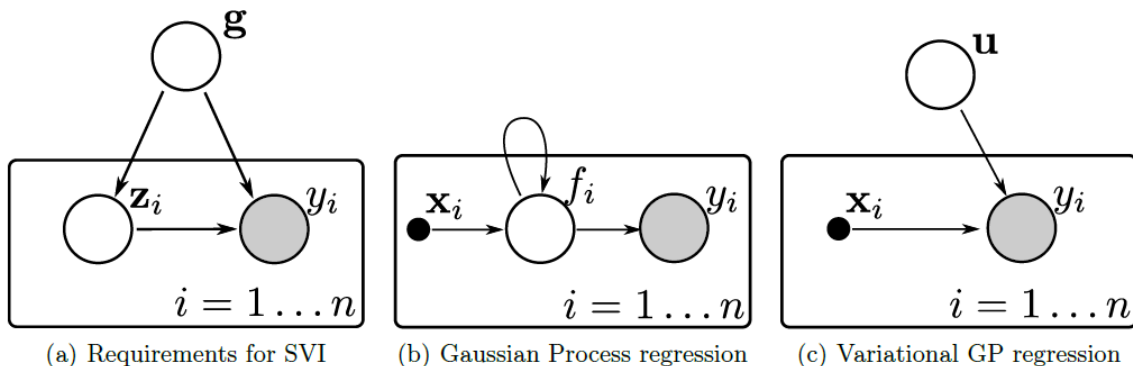 g
z_i y_i
i = 1 … n
(a) Requirements for SVI
x_i f_i y_i
i = 1 … n
(b) Gaussian Process regression
u
x_i y_i
i = 1 … n
(c) Variational GP regression